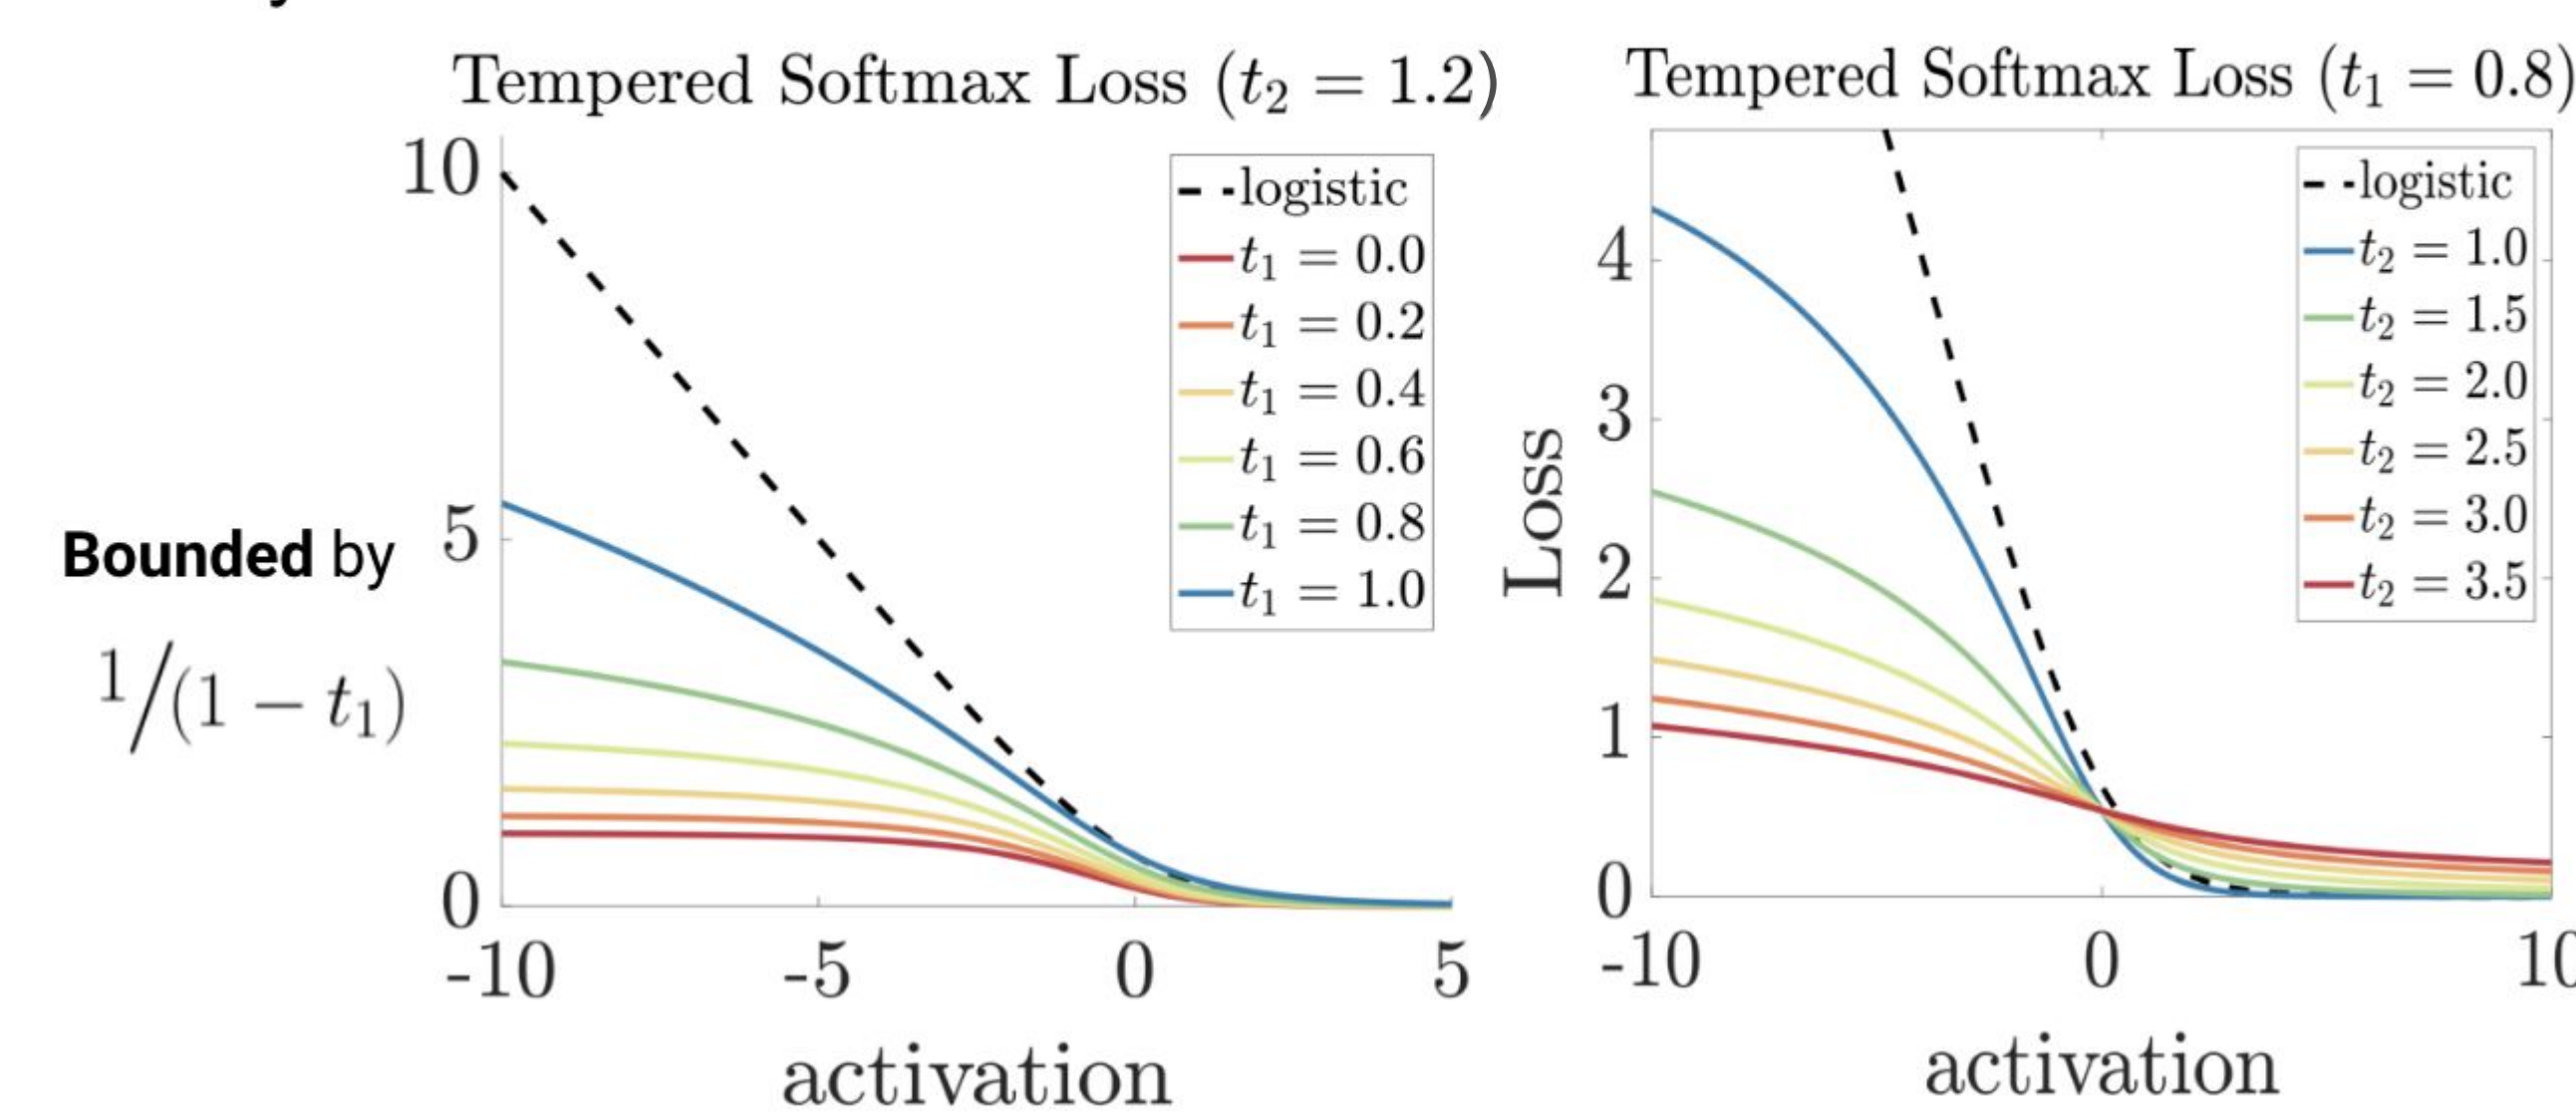 Tempered Softmax Loss (t₂ = 1.2)
10
5
0
-10
-5
0
5
activation
- - logistic
t₁ = 0.0
t₁ = 0.2
t₁ = 0.4
t₁ = 0.6
t₁ = 0.8
t₁ = 1.0
Bounded by
1/(1 − t₁)
Tempered Softmax Loss (t₁ = 0.8)
Loss
4
3
2
1
0
-10
0
10
activation
- - logistic
t₂ = 1.0
t₂ = 1.5
t₂ = 2.0
t₂ = 2.5
t₂ = 3.0
t₂ = 3.5